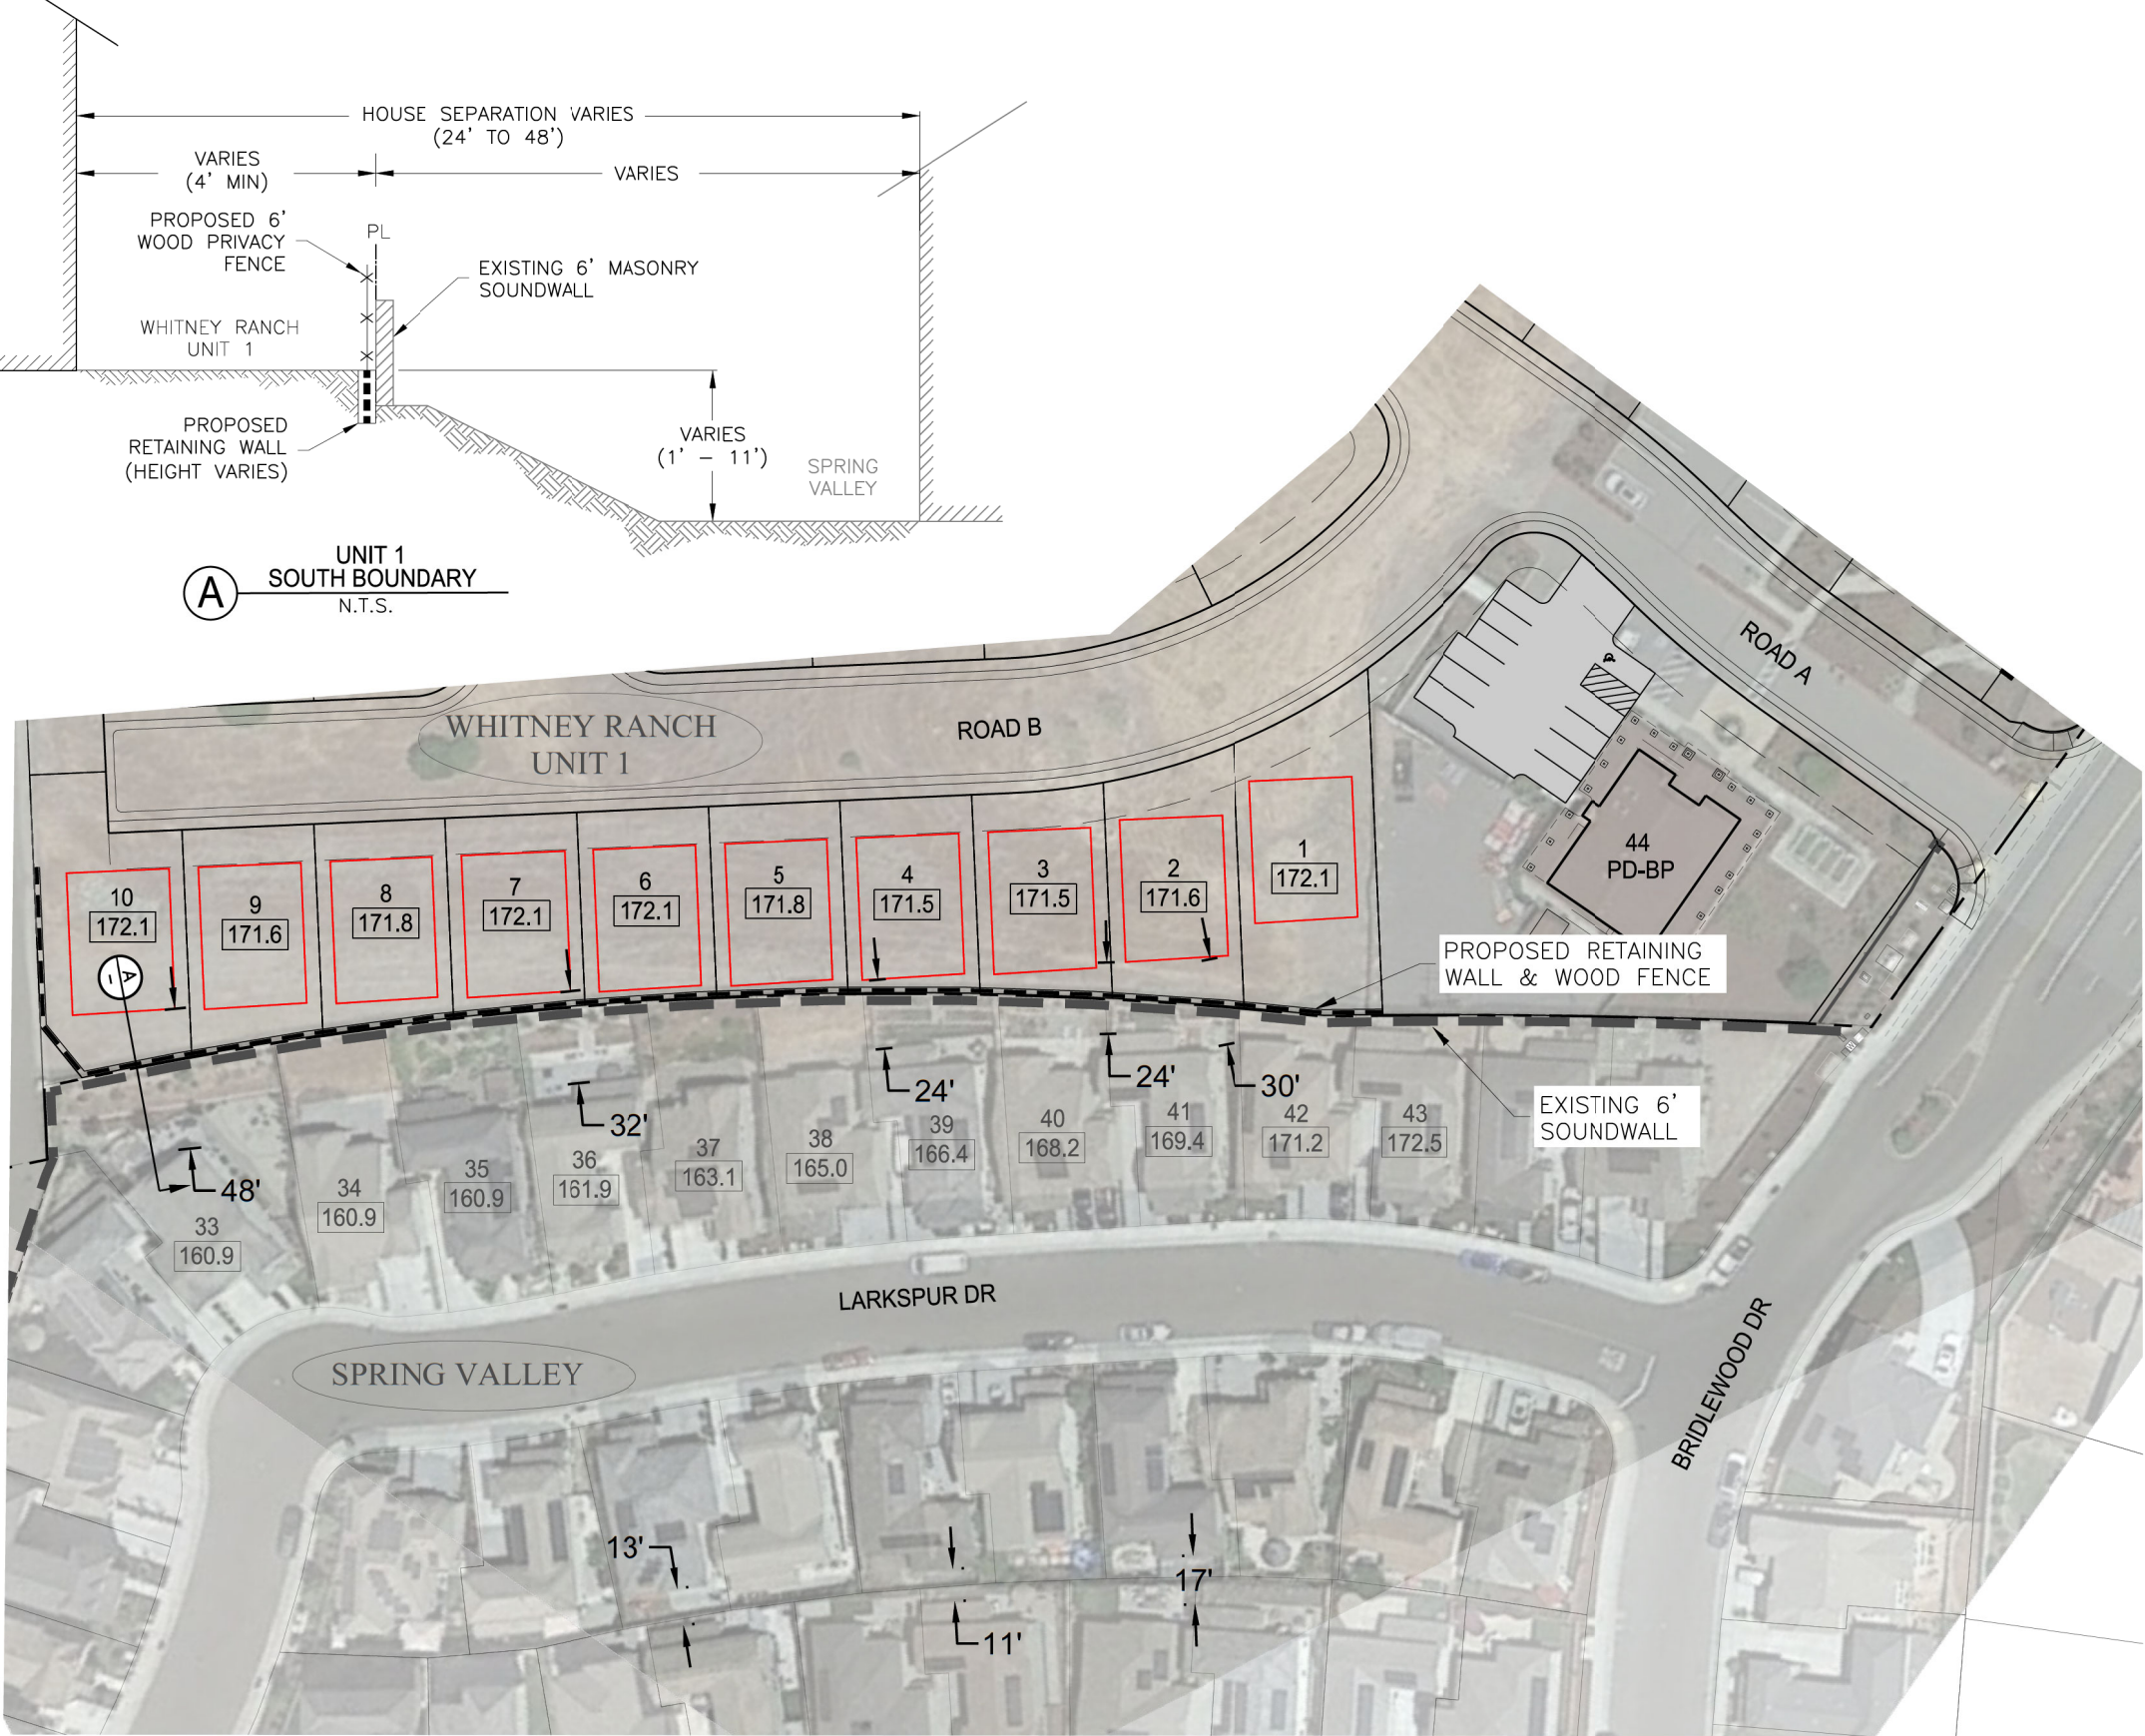 HOUSE SEPARATION VARIES
(24' TO 48')
VARIES
(4' MIN)
VARIES
PROPOSED 6'
WOOD PRIVACY
FENCE
PL
EXISTING 6' MASONRY
SOUNDWALL
WHITNEY RANCH
UNIT 1
PROPOSED
RETAINING WALL
(HEIGHT VARIES)
VARIES
(1' – 11')
SPRING
VALLEY
A
UNIT 1
SOUTH BOUNDARY
N.T.S.
ROAD A
WHITNEY RANCH
UNIT 1
ROAD B
44
PD-BP
10
172.1
9
171.6
8
171.8
7
172.1
6
172.1
5
171.8
4
171.5
3
171.5
2
171.6
1
172.1
A
–
PROPOSED RETAINING
WALL & WOOD FENCE
EXISTING 6'
SOUNDWALL
48'
32'
24'
24'
30'
33
160.9
34
160.9
35
160.9
36
161.9
37
163.1
38
165.0
39
166.4
40
168.2
41
169.4
42
171.2
43
172.5
LARKSPUR DR
SPRING VALLEY
BRIDLEWOOD DR
13'
11'
17'